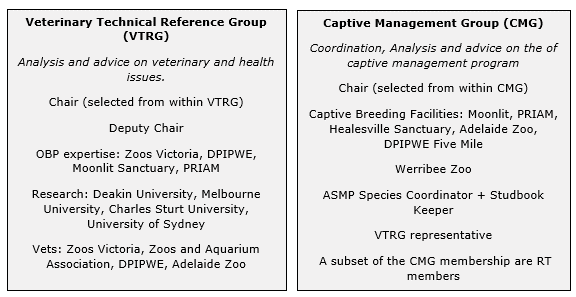 Veterinary Technical Reference Group
(VTRG)
Analysis and advice on veterinary and health
issues.
Chair (selected from within VTRG)
Deputy Chair
OBP expertise: Zoos Victoria, DPIPWE,
Moonlit Sanctuary, PRIAM
Research: Deakin University, Melbourne
University, Charles Sturt University,
University of Sydney
Vets: Zoos Victoria, Zoos and Aquarium
Association, DPIPWE, Adelaide Zoo
Captive Management Group (CMG)
Coordination, Analysis and advice on the of
captive management program
Chair (selected from within CMG)
Captive Breeding Facilities: Moonlit, PRIAM,
Healesville Sanctuary, Adelaide Zoo,
DPIPWE Five Mile
Werribee Zoo
ASMP Species Coordinator + Studbook
Keeper
VTRG representative
A subset of the CMG membership are RT
members